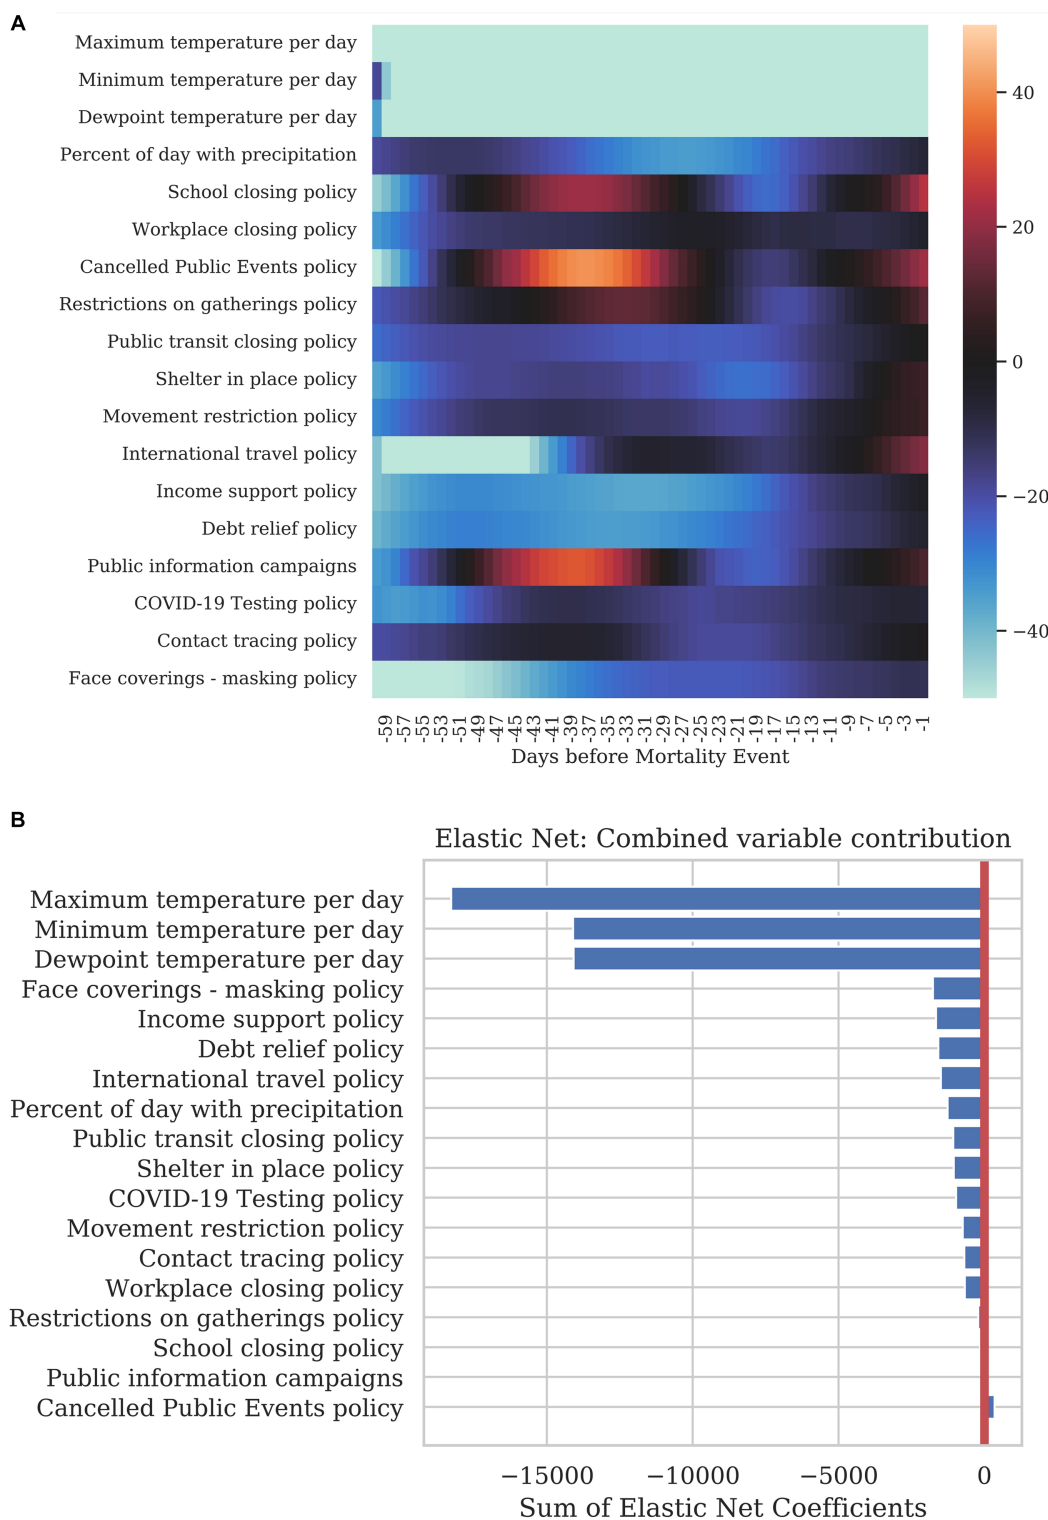 A
Maximum temperature per day
Minimum temperature per day
Dewpoint temperature per day
Percent of day with precipitation
School closing policy
Workplace closing policy
Cancelled Public Events policy
Restrictions on gatherings policy
Public transit closing policy
Shelter in place policy
Movement restriction policy
International travel policy
Income support policy
Debt relief policy
Public information campaigns
COVID-19 Testing policy
Contact tracing policy
Face coverings - masking policy
40
20
0
−20
−40
-59 -57 -55 -53 -51 -49 -47 -45 -43 -41 -39 -37 -35 -33 -31 -29 -27 -25 -23 -21 -19 -17 -15 -13 -11 -9 -7 -5 -3 -1
Days before Mortality Event
B
Elastic Net: Combined variable contribution
Maximum temperature per day
Minimum temperature per day
Dewpoint temperature per day
Face coverings - masking policy
Income support policy
Debt relief policy
International travel policy
Percent of day with precipitation
Public transit closing policy
Shelter in place policy
COVID-19 Testing policy
Movement restriction policy
Contact tracing policy
Workplace closing policy
Restrictions on gatherings policy
School closing policy
Public information campaigns
Cancelled Public Events policy
−15000 −10000 −5000 0
Sum of Elastic Net Coefficients